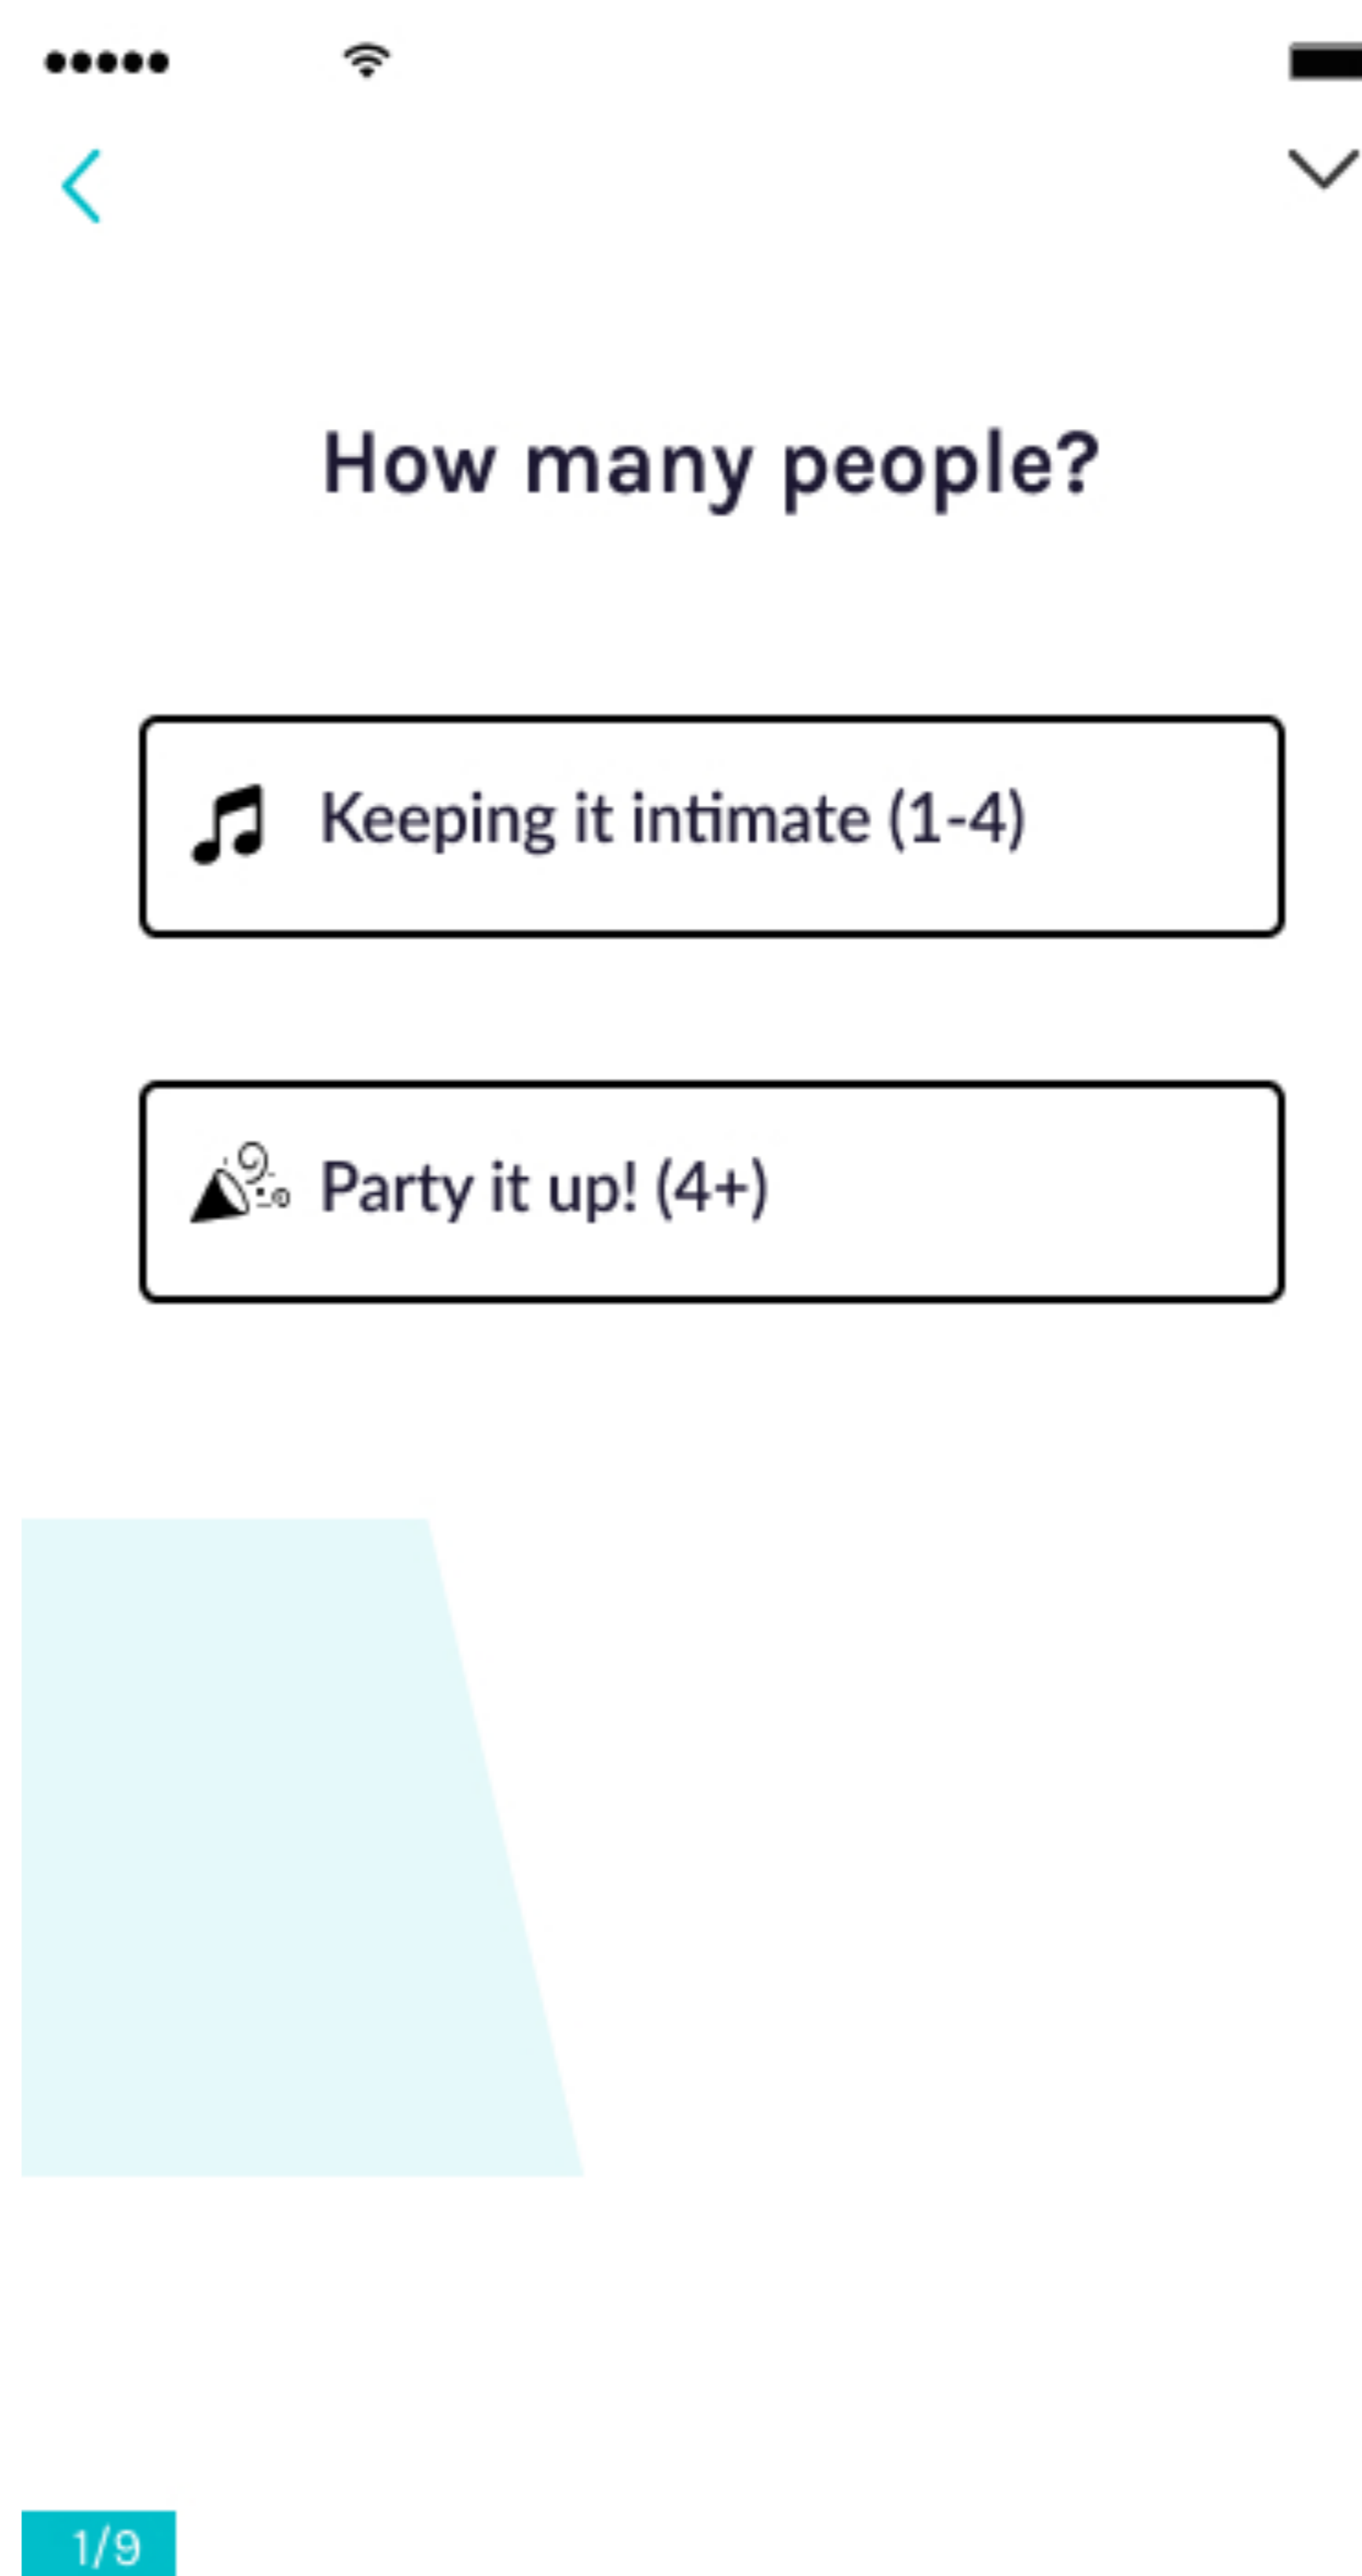 How many people?
Keeping it intimate (1-4)
Party it up! (4+)
1/9